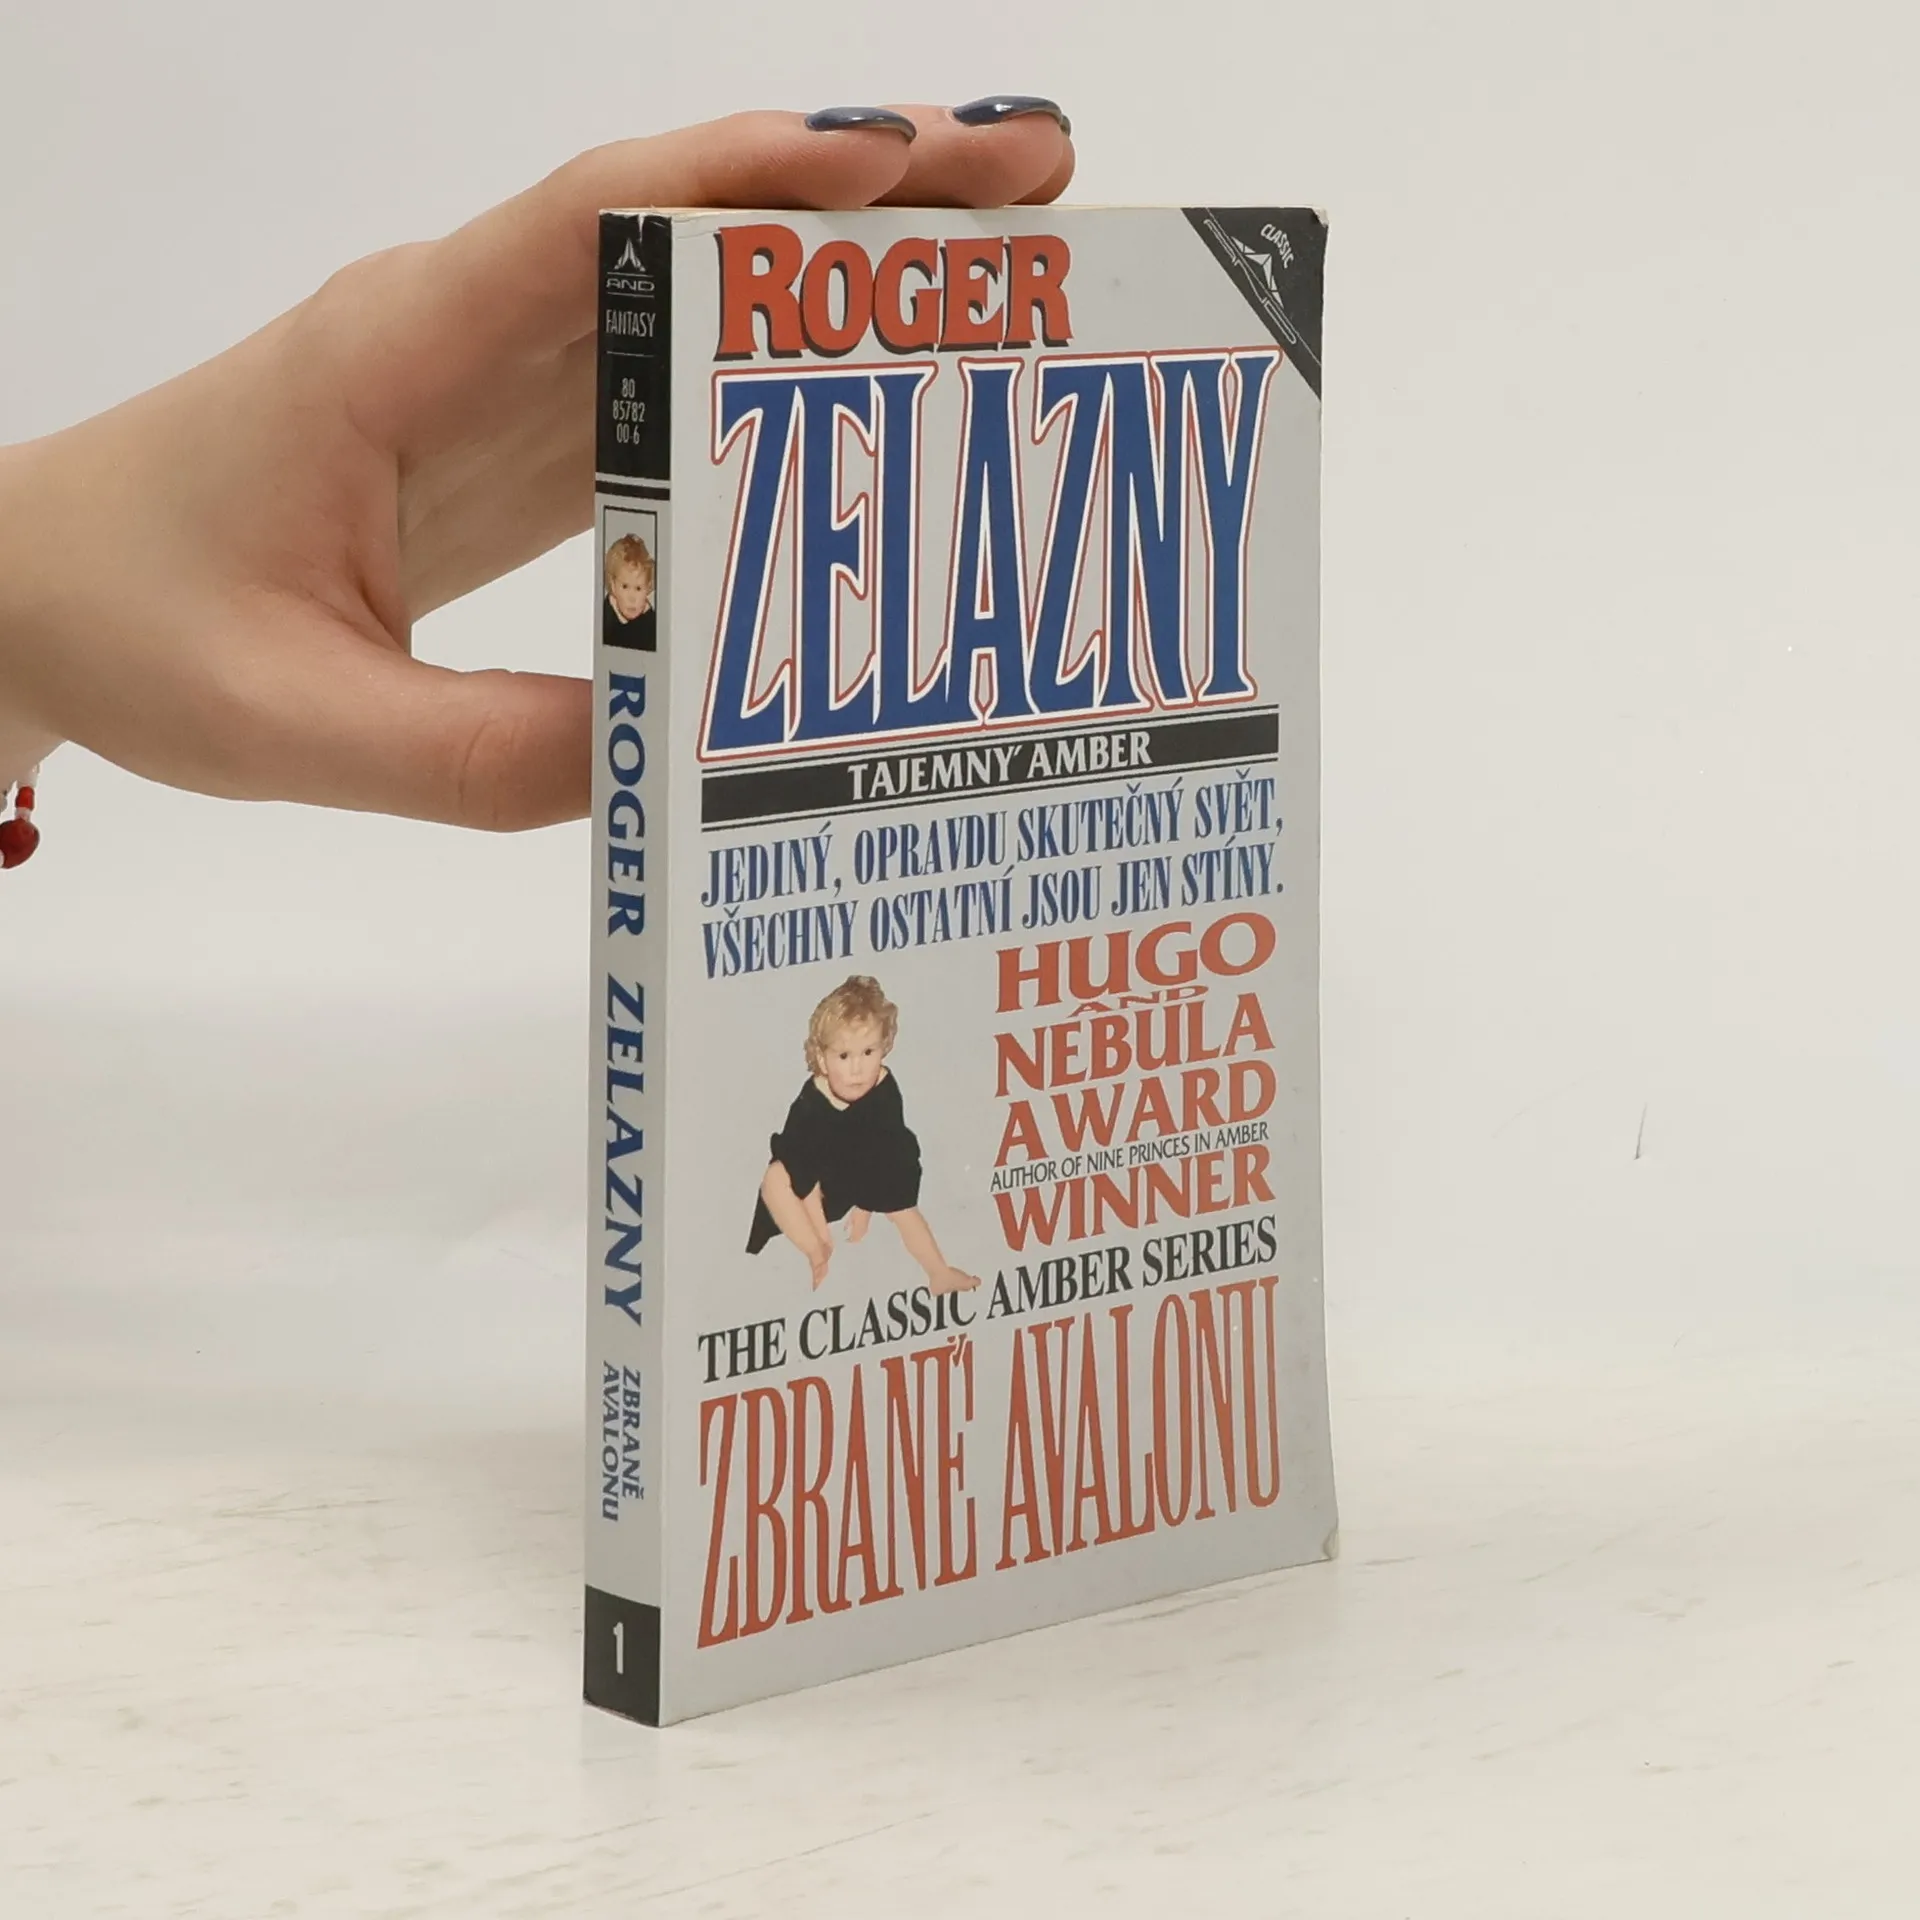 AND
FANTASY
80
85782
00-6
ROGER ZELAZNY
ZBRANĚ
AVALONU
1
CLASSIC
AND
ROGER
ZELAZNY
TAJEMNÝ AMBER
JEDINÝ, OPRAVDU SKUTEČNÝ SVĚT,
VŠECHNY OSTATNÍ JSOU JEN STÍNY.
HUGO
AND
NEBULA
AWARD
AUTHOR OF NINE PRINCES IN AMBER
WINNER
THE CLASSIC AMBER SERIES
ZBRANĚ AVALONU